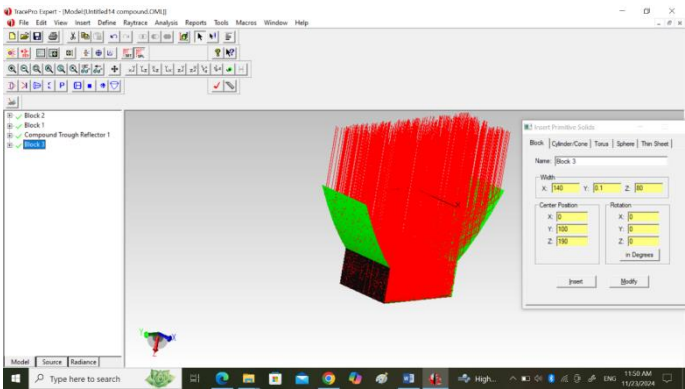 TracePro Expert - [Model:[Untitled14 compound.OML]]
File Edit View Insert Define Raytrace Analysis Reports Tools Macros Window Help
Block 2
Block 1
Compound Trough Reflector 1
Block 3
Insert Primitive Solids
Block Cylinder/Cone Torus Sphere Thin Sheet
Name: Block 3
Width
X: 140 Y: 0.1 Z: 80
Center Position Rotation
X: 0 X: 0
Y: 100 Y: 0
Z: 190 Z: 0
in Degrees
Insert Modify
Y X
Z
Model Source Radiance
Type here to search
High...
ENG
11:50 AM
11/23/2024